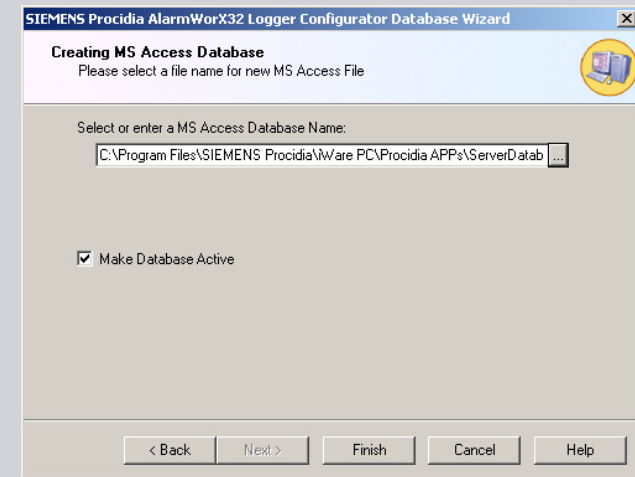 SIEMENS Procidia AlarmWorX32 Logger Configurator Database Wizard
Creating MS Access Database
Please select a file name for new MS Access File
Select or enter a MS Access Database Name:
C:\Program Files\SIEMENS Procidia\iWare PC\Procidia APPs\ServerDatab ...
Make Database Active
< Back Next > Finish Cancel Help